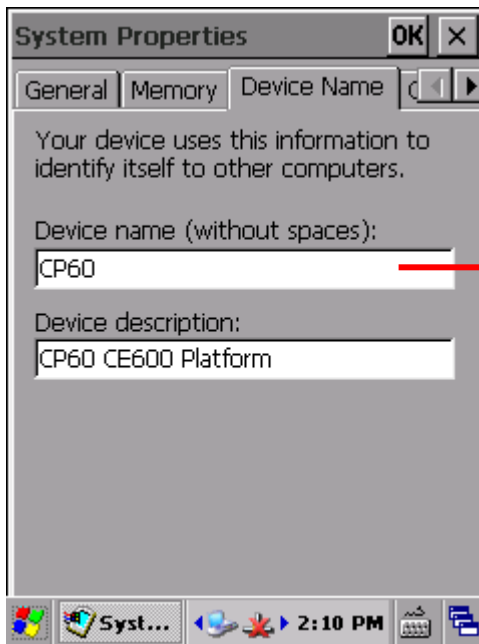 System Properties OK ×
General Memory Device Name
Your device uses this information to
identify itself to other computers.
Device name (without spaces):
CP60
Device description:
CP60 CE600 Platform
Syst... 2:10 PM